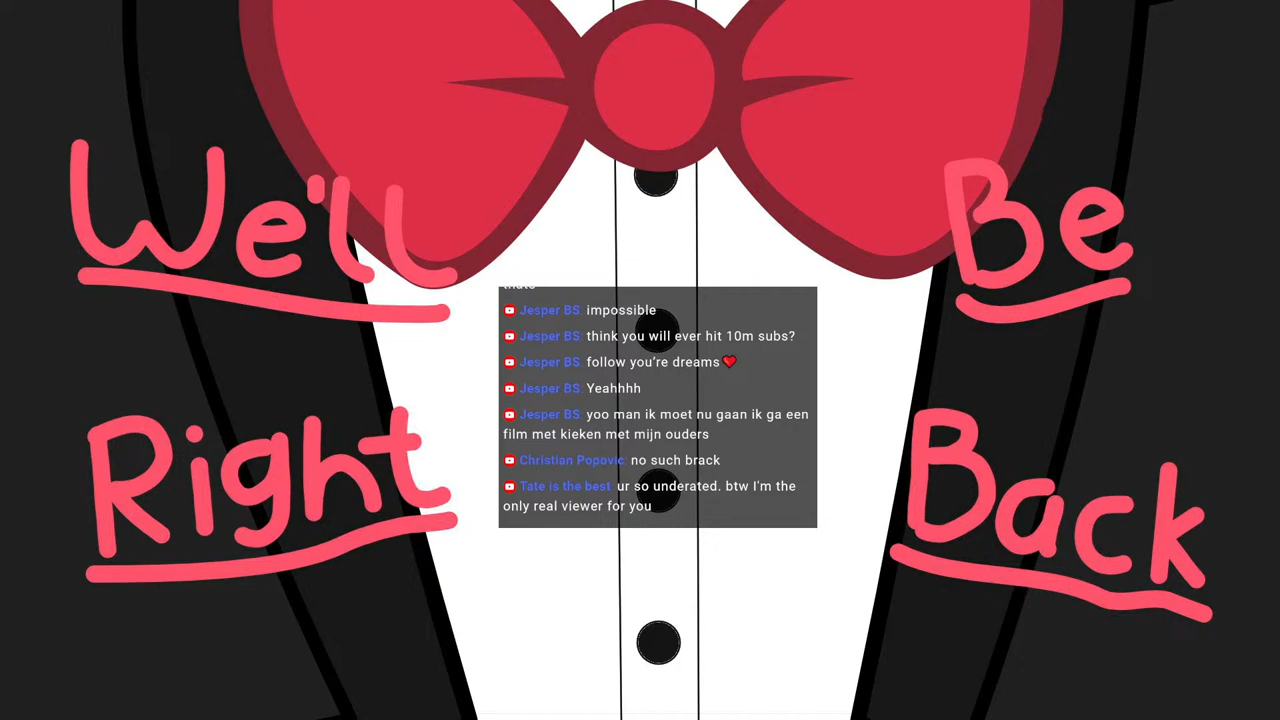 We'll
Be
Right
Back
thats
Jesper BS: impossible
Jesper BS: think you will ever hit 10m subs?
Jesper BS: follow you're dreams ❤
Jesper BS: Yeahhhh
Jesper BS: yoo man ik moet nu gaan ik ga een
film met kieken met mijn ouders
Christian Popovic: no such brack
Tate is the best: ur so underated. btw I'm the
only real viewer for you